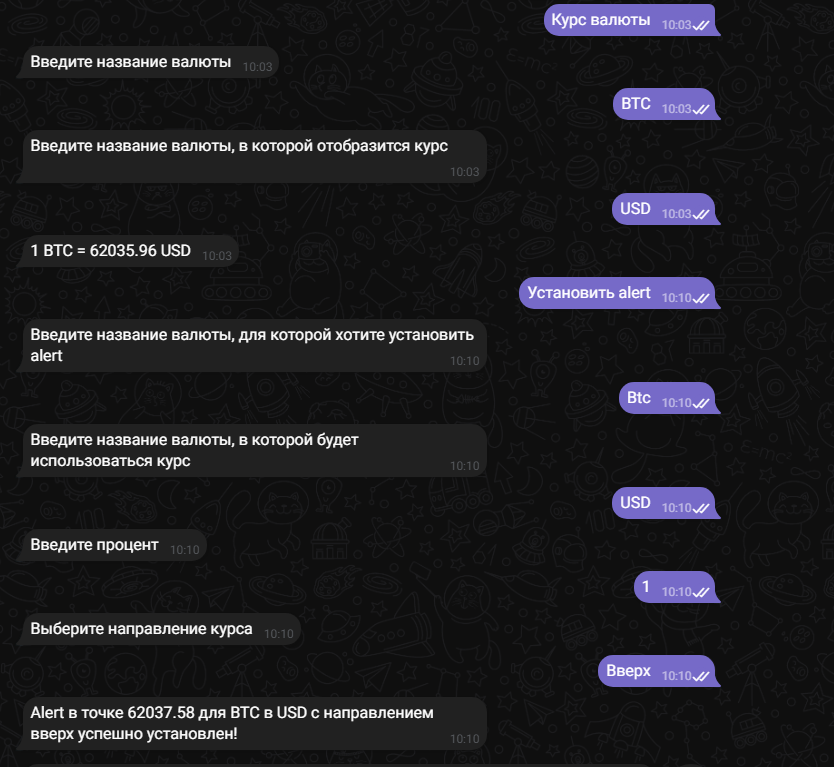 Курс валюты 10:03
Введите название валюты 10:03
BTC 10:03
Введите название валюты, в которой отобразится курс
10:03
USD 10:03
1 BTC = 62035.96 USD 10:03
Установить alert 10:10
Введите название валюты, для которой хотите установить
alert 10:10
Btc 10:10
Введите название валюты, в которой будет
использоваться курс 10:10
USD 10:10
Введите процент 10:10
1 10:10
Выберите направление курса 10:10
Вверх 10:10
Alert в точке 62037.58 для BTC в USD с направлением
вверх успешно установлен! 10:10